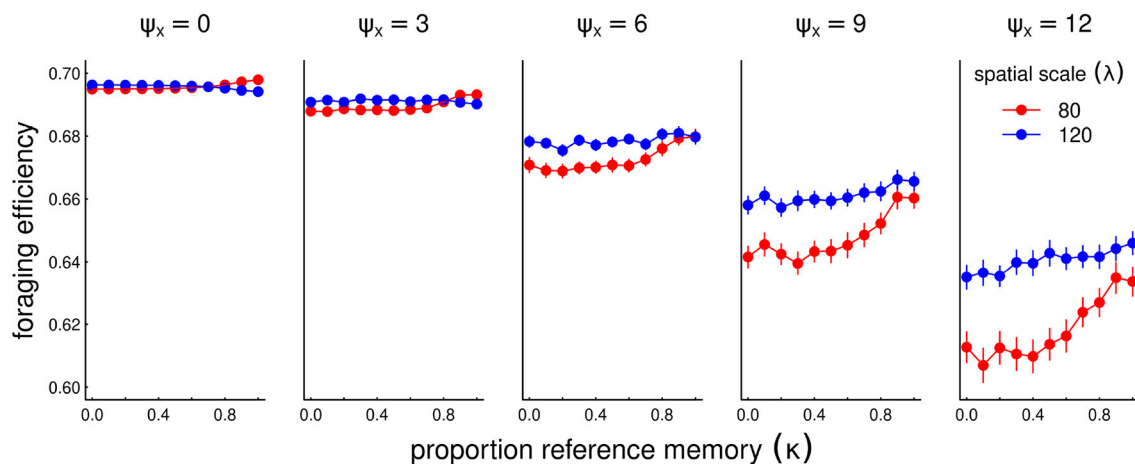 ψx = 0
ψx = 3
ψx = 6
ψx = 9
ψx = 12
spatial scale (λ)
80
120
foraging efficiency
0.70
0.68
0.66
0.64
0.62
0.60
0.0 0.4 0.8
0.0 0.4 0.8
0.0 0.4 0.8
0.0 0.4 0.8
0.0 0.4 0.8
proportion reference memory (κ)